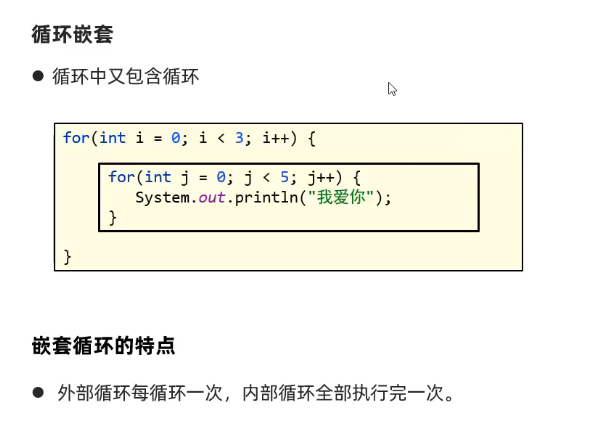 循环嵌套
● 循环中又包含循环
for(int i = 0; i < 3; i++) {
for(int j = 0; j < 5; j++) {
System.out.println("我爱你");
}
}
嵌套循环的特点
● 外部循环每循环一次，内部循环全部执行完一次。